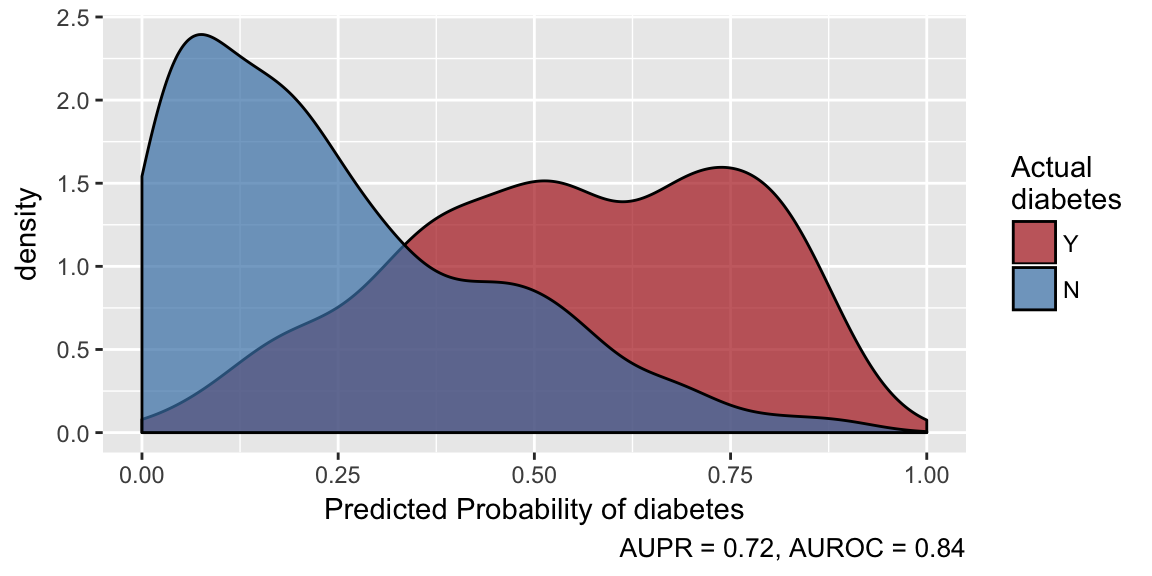 2.5
2.0
1.5
1.0
0.5
0.0
density
0.00 0.25 0.50 0.75 1.00
Predicted Probability of diabetes
AUPR = 0.72, AUROC = 0.84
Actual
diabetes
Y
N